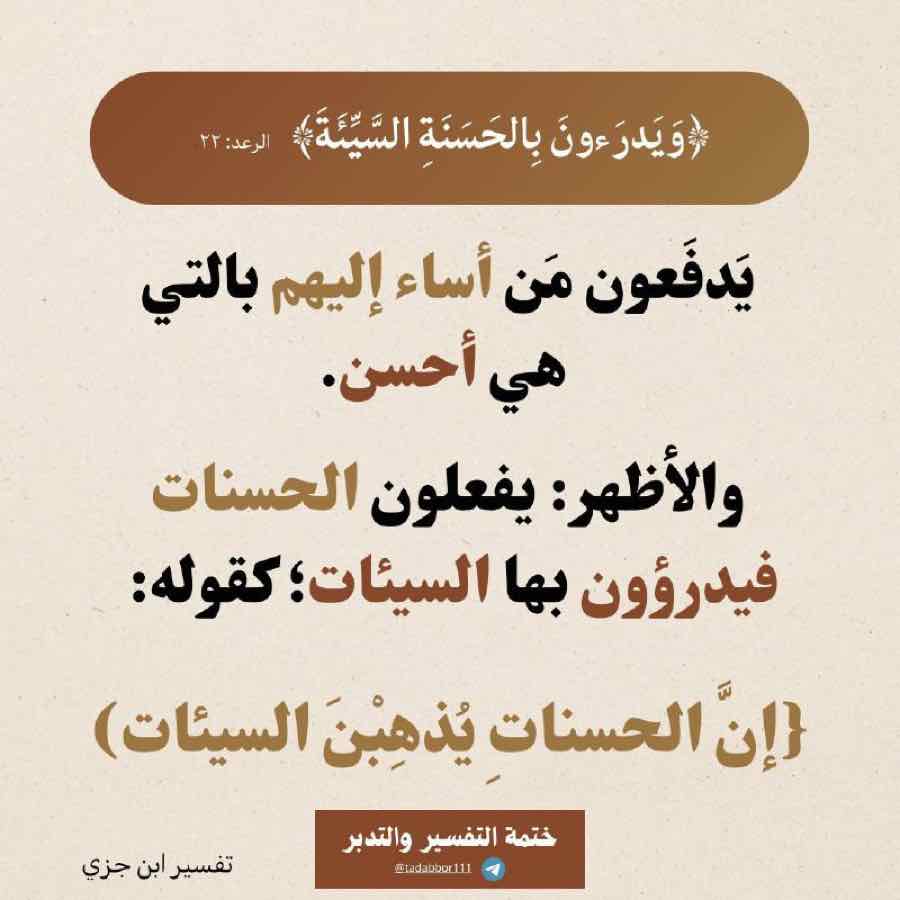 ﴿وَيَدرَءونَ بِالحَسَنَةِ السَّيِّئَةَ﴾ الرعد: ٢٢
يَدفَعون مَن أساء إليهم بالتي
هي أحسن.
والأظهر: يفعلون الحسنات
فيدرؤون بها السيئات؛ كقوله:
{إنَّ الحسناتِ يُذهِبْنَ السيئات)
ختمة التفسير والتدبر
@tadabbor111
تفسير ابن جزي